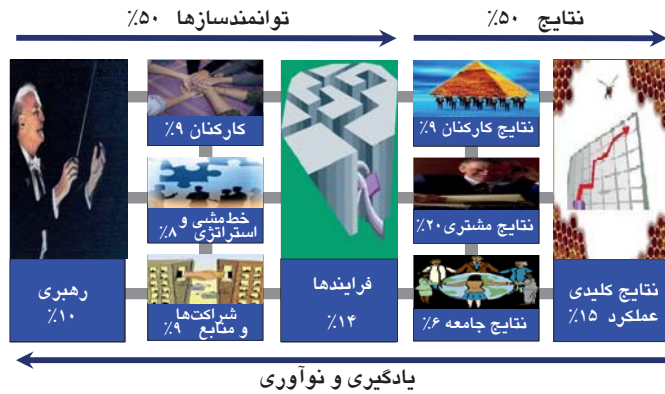 توانمندسازها ۵۰٪
نتایج ۵۰٪
رهبری
۱۰٪
کارکنان ۹٪
خط‌مشی و
استراتژی ۸٪
شراکت‌ها
و منابع ۹٪
فرایندها
۱۴٪
نتایج کارکنان ۹٪
نتایج مشتری ۲۰٪
نتایج جامعه ۶٪
نتایج کلیدی
عملکرد ۱۵٪
یادگیری و نوآوری